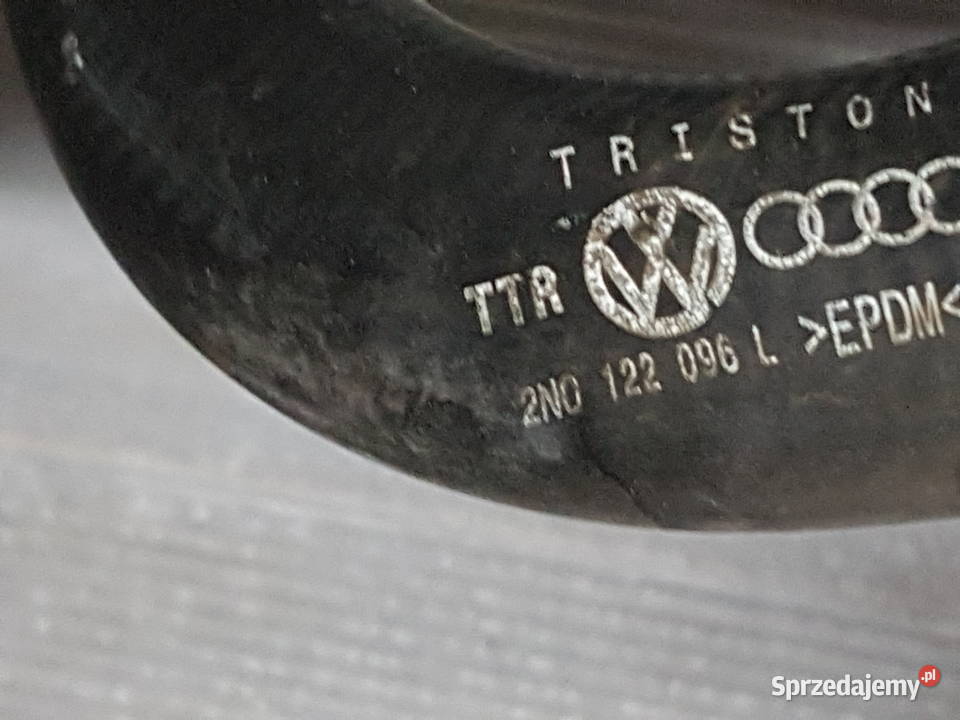 TRISTON
TTR
2N0 122 096 L >EPDM<
Sprzedajemy.pl